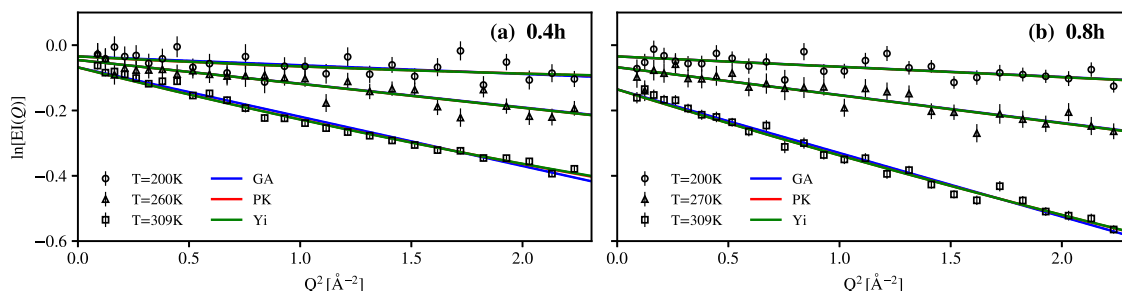 (a) 0.4h
ln[EI(Q)]
0.0
−0.2
−0.4
−0.6
T=200K
T=260K
T=309K
GA
PK
Yi
0.0 0.5 1.0 1.5 2.0
Q² [Å⁻²]
(b) 0.8h
T=200K
T=270K
T=309K
GA
PK
Yi
0.0 0.5 1.0 1.5 2.0
Q² [Å⁻²]